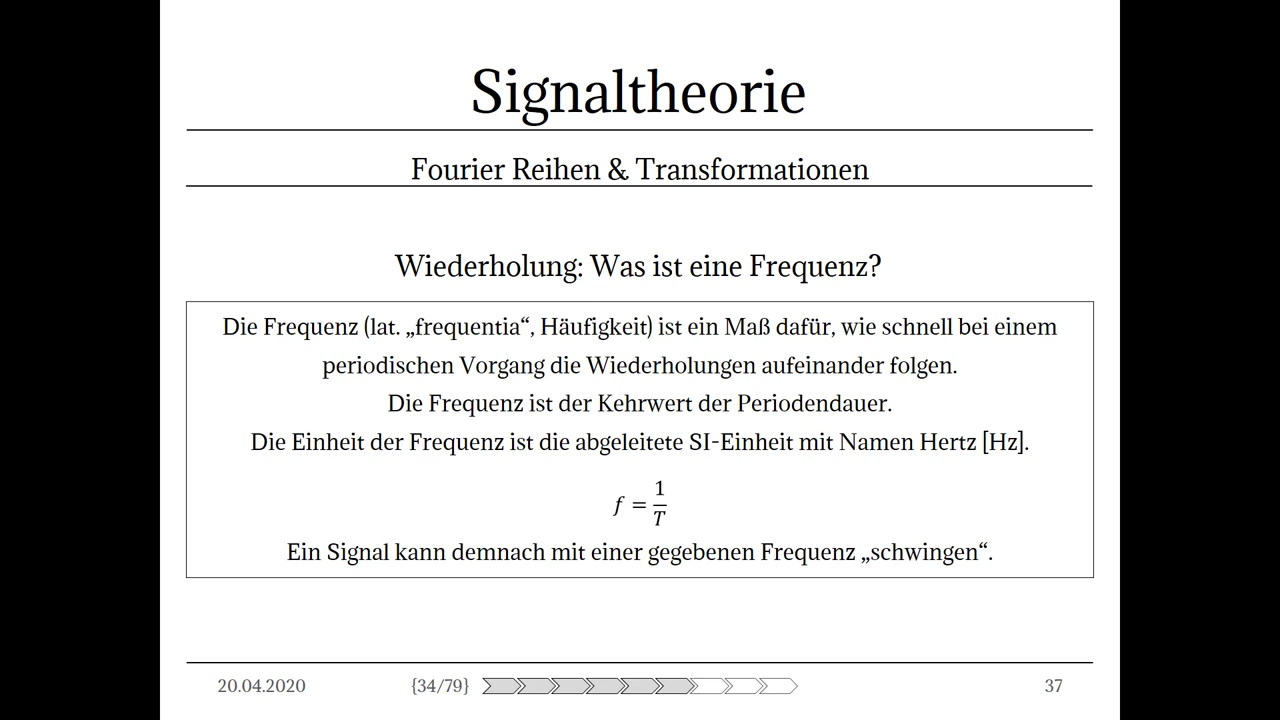 Signaltheorie
Fourier Reihen & Transformationen
Wiederholung: Was ist eine Frequenz?
Die Frequenz (lat. „frequentia“, Häufigkeit) ist ein Maß dafür, wie schnell bei einem
periodischen Vorgang die Wiederholungen aufeinander folgen.
Die Frequenz ist der Kehrwert der Periodendauer.
Die Einheit der Frequenz ist die abgeleitete SI-Einheit mit Namen Hertz [Hz].
f = 1/T
Ein Signal kann demnach mit einer gegebenen Frequenz „schwingen“.
20.04.2020 {34/79} 37